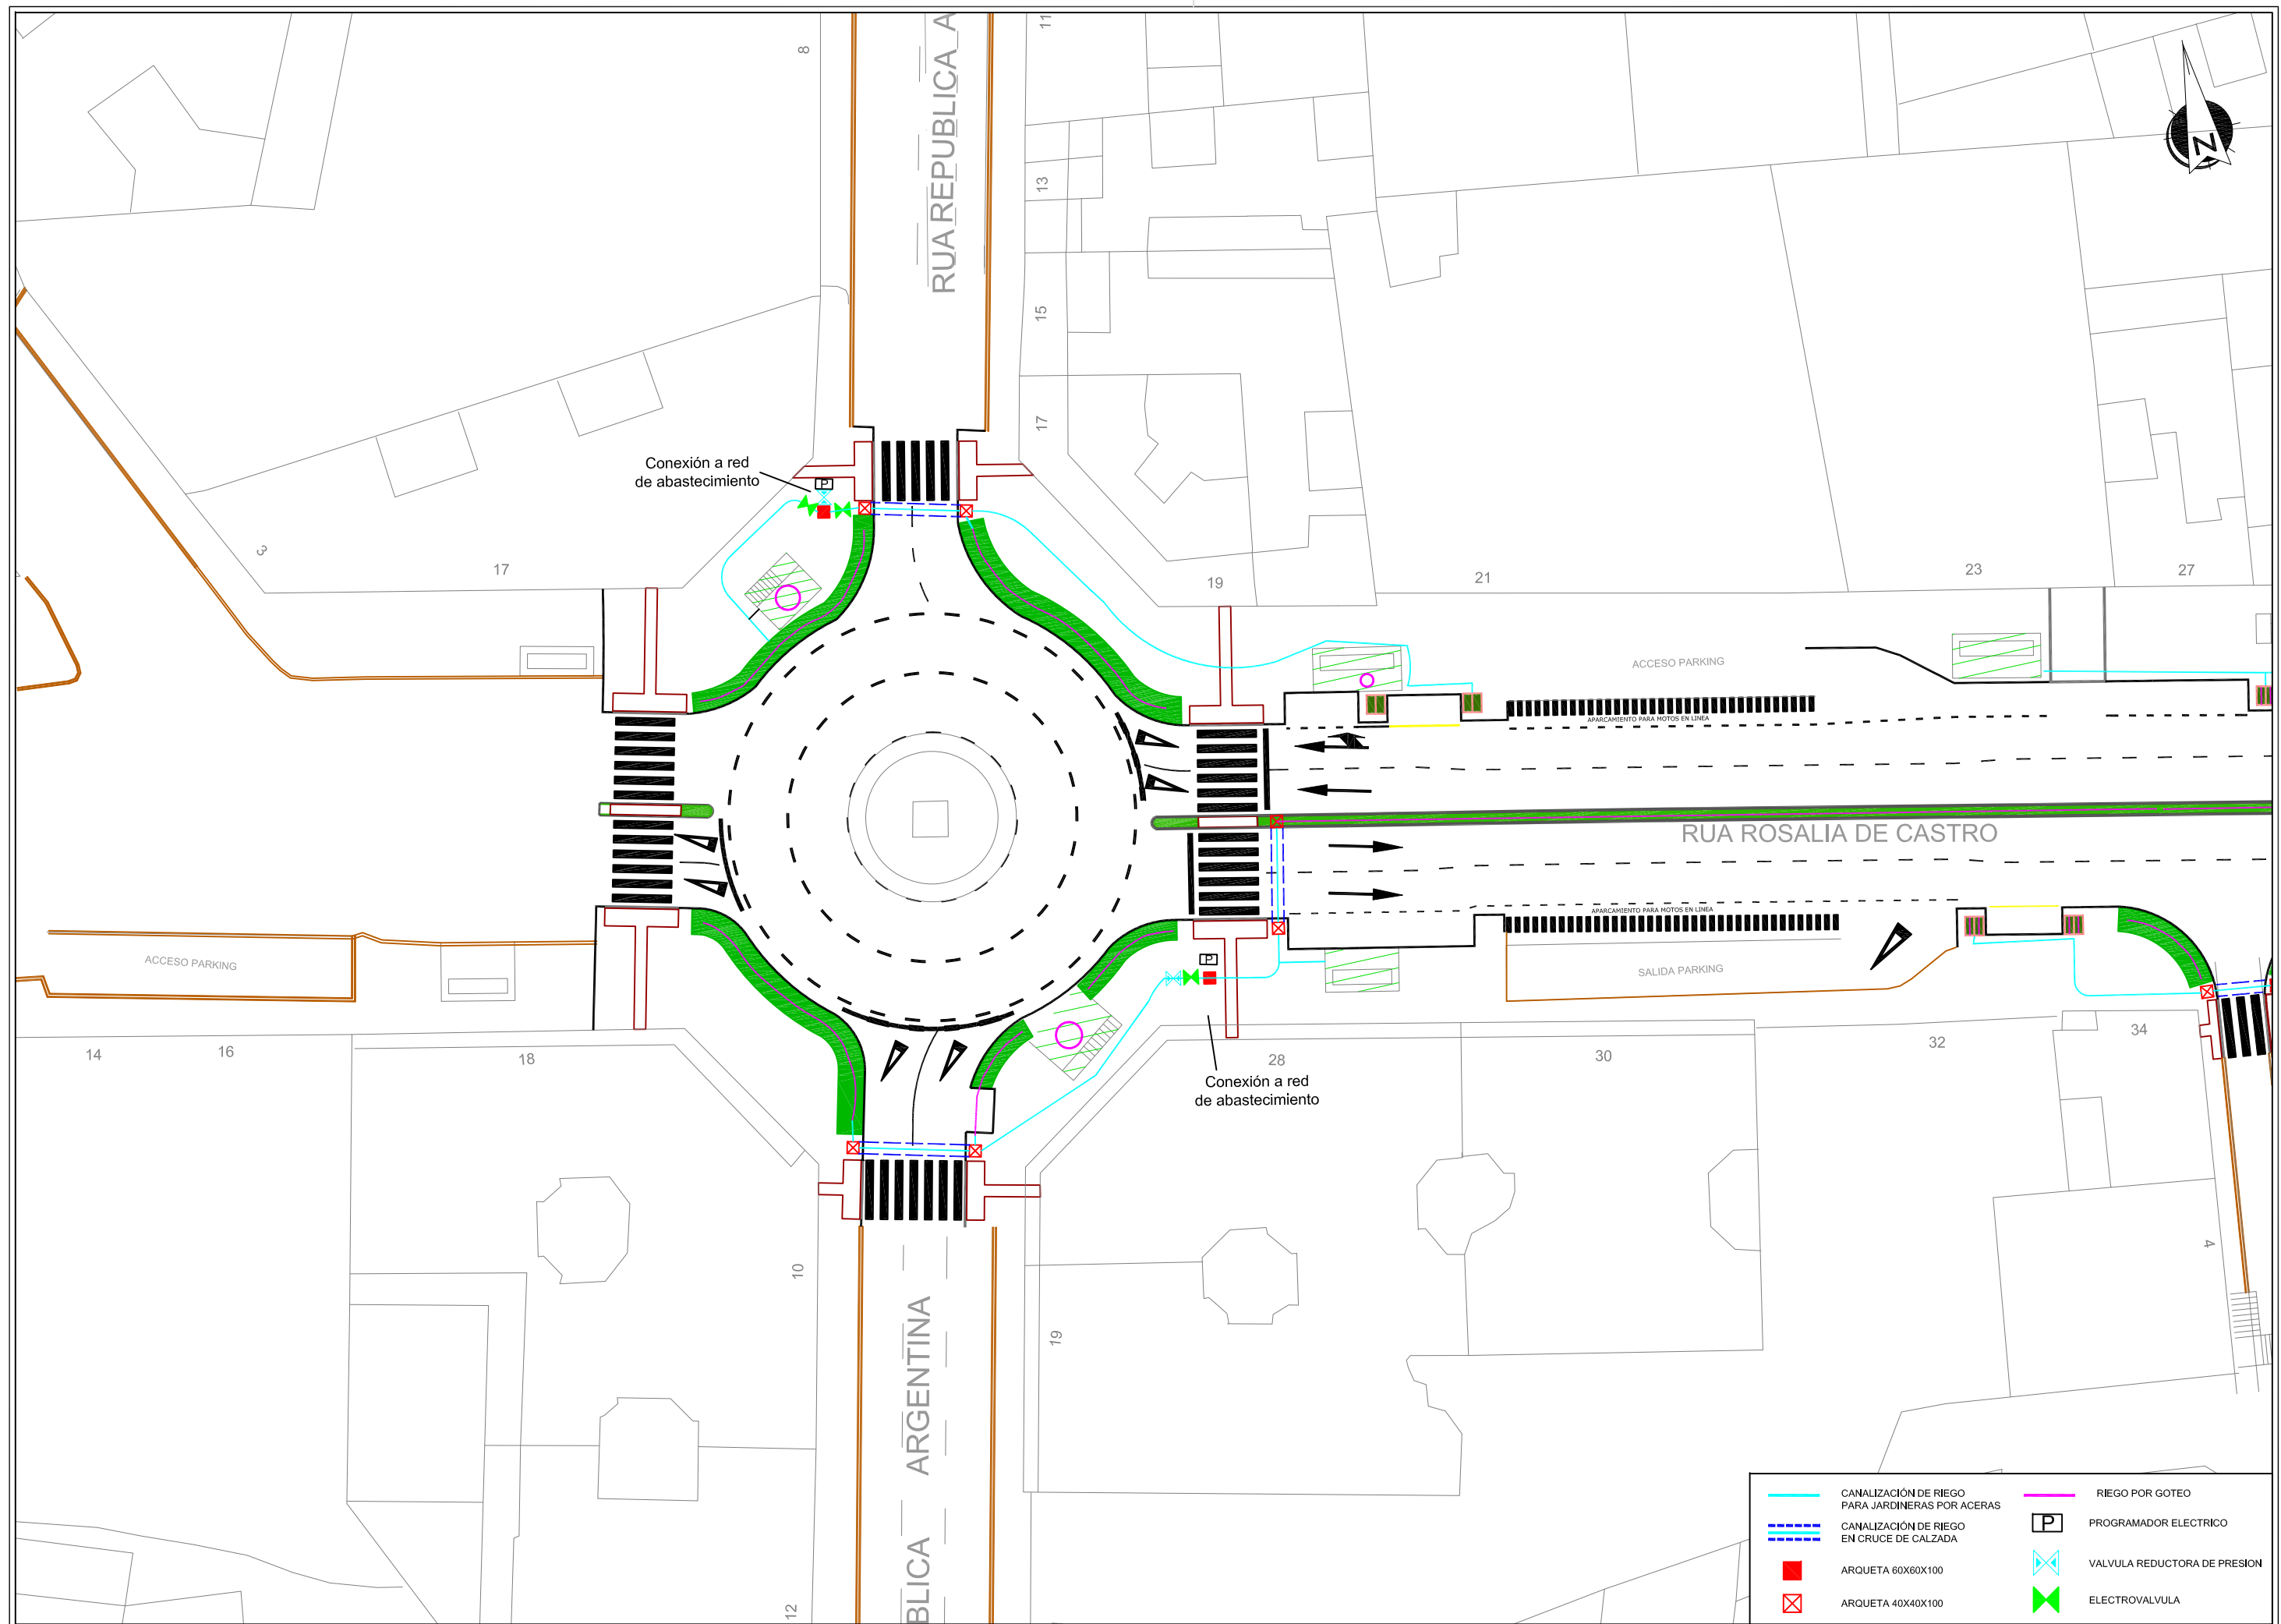 8
RUA REPUBLICA A
11
13
15
17
N
Conexión a red
de abastecimiento
P
3
17
19
21
23
27
ACCESO PARKING
APARCAMIENTO PARA MOTOS EN LINEA
RUA ROSALIA DE CASTRO
APARCAMIENTO PARA MOTOS EN LINEA
ACCESO PARKING
SALIDA PARKING
P
14
16
18
28
30
32
34
Conexión a red
de abastecimiento
4
10
19
BLICA ARGENTINA
12
CANALIZACIÓN DE RIEGO
PARA JARDINERAS POR ACERAS
CANALIZACIÓN DE RIEGO
EN CRUCE DE CALZADA
ARQUETA 60X60X100
ARQUETA 40X40X100
RIEGO POR GOTEO
P PROGRAMADOR ELECTRICO
VALVULA REDUCTORA DE PRESION
ELECTROVALVULA